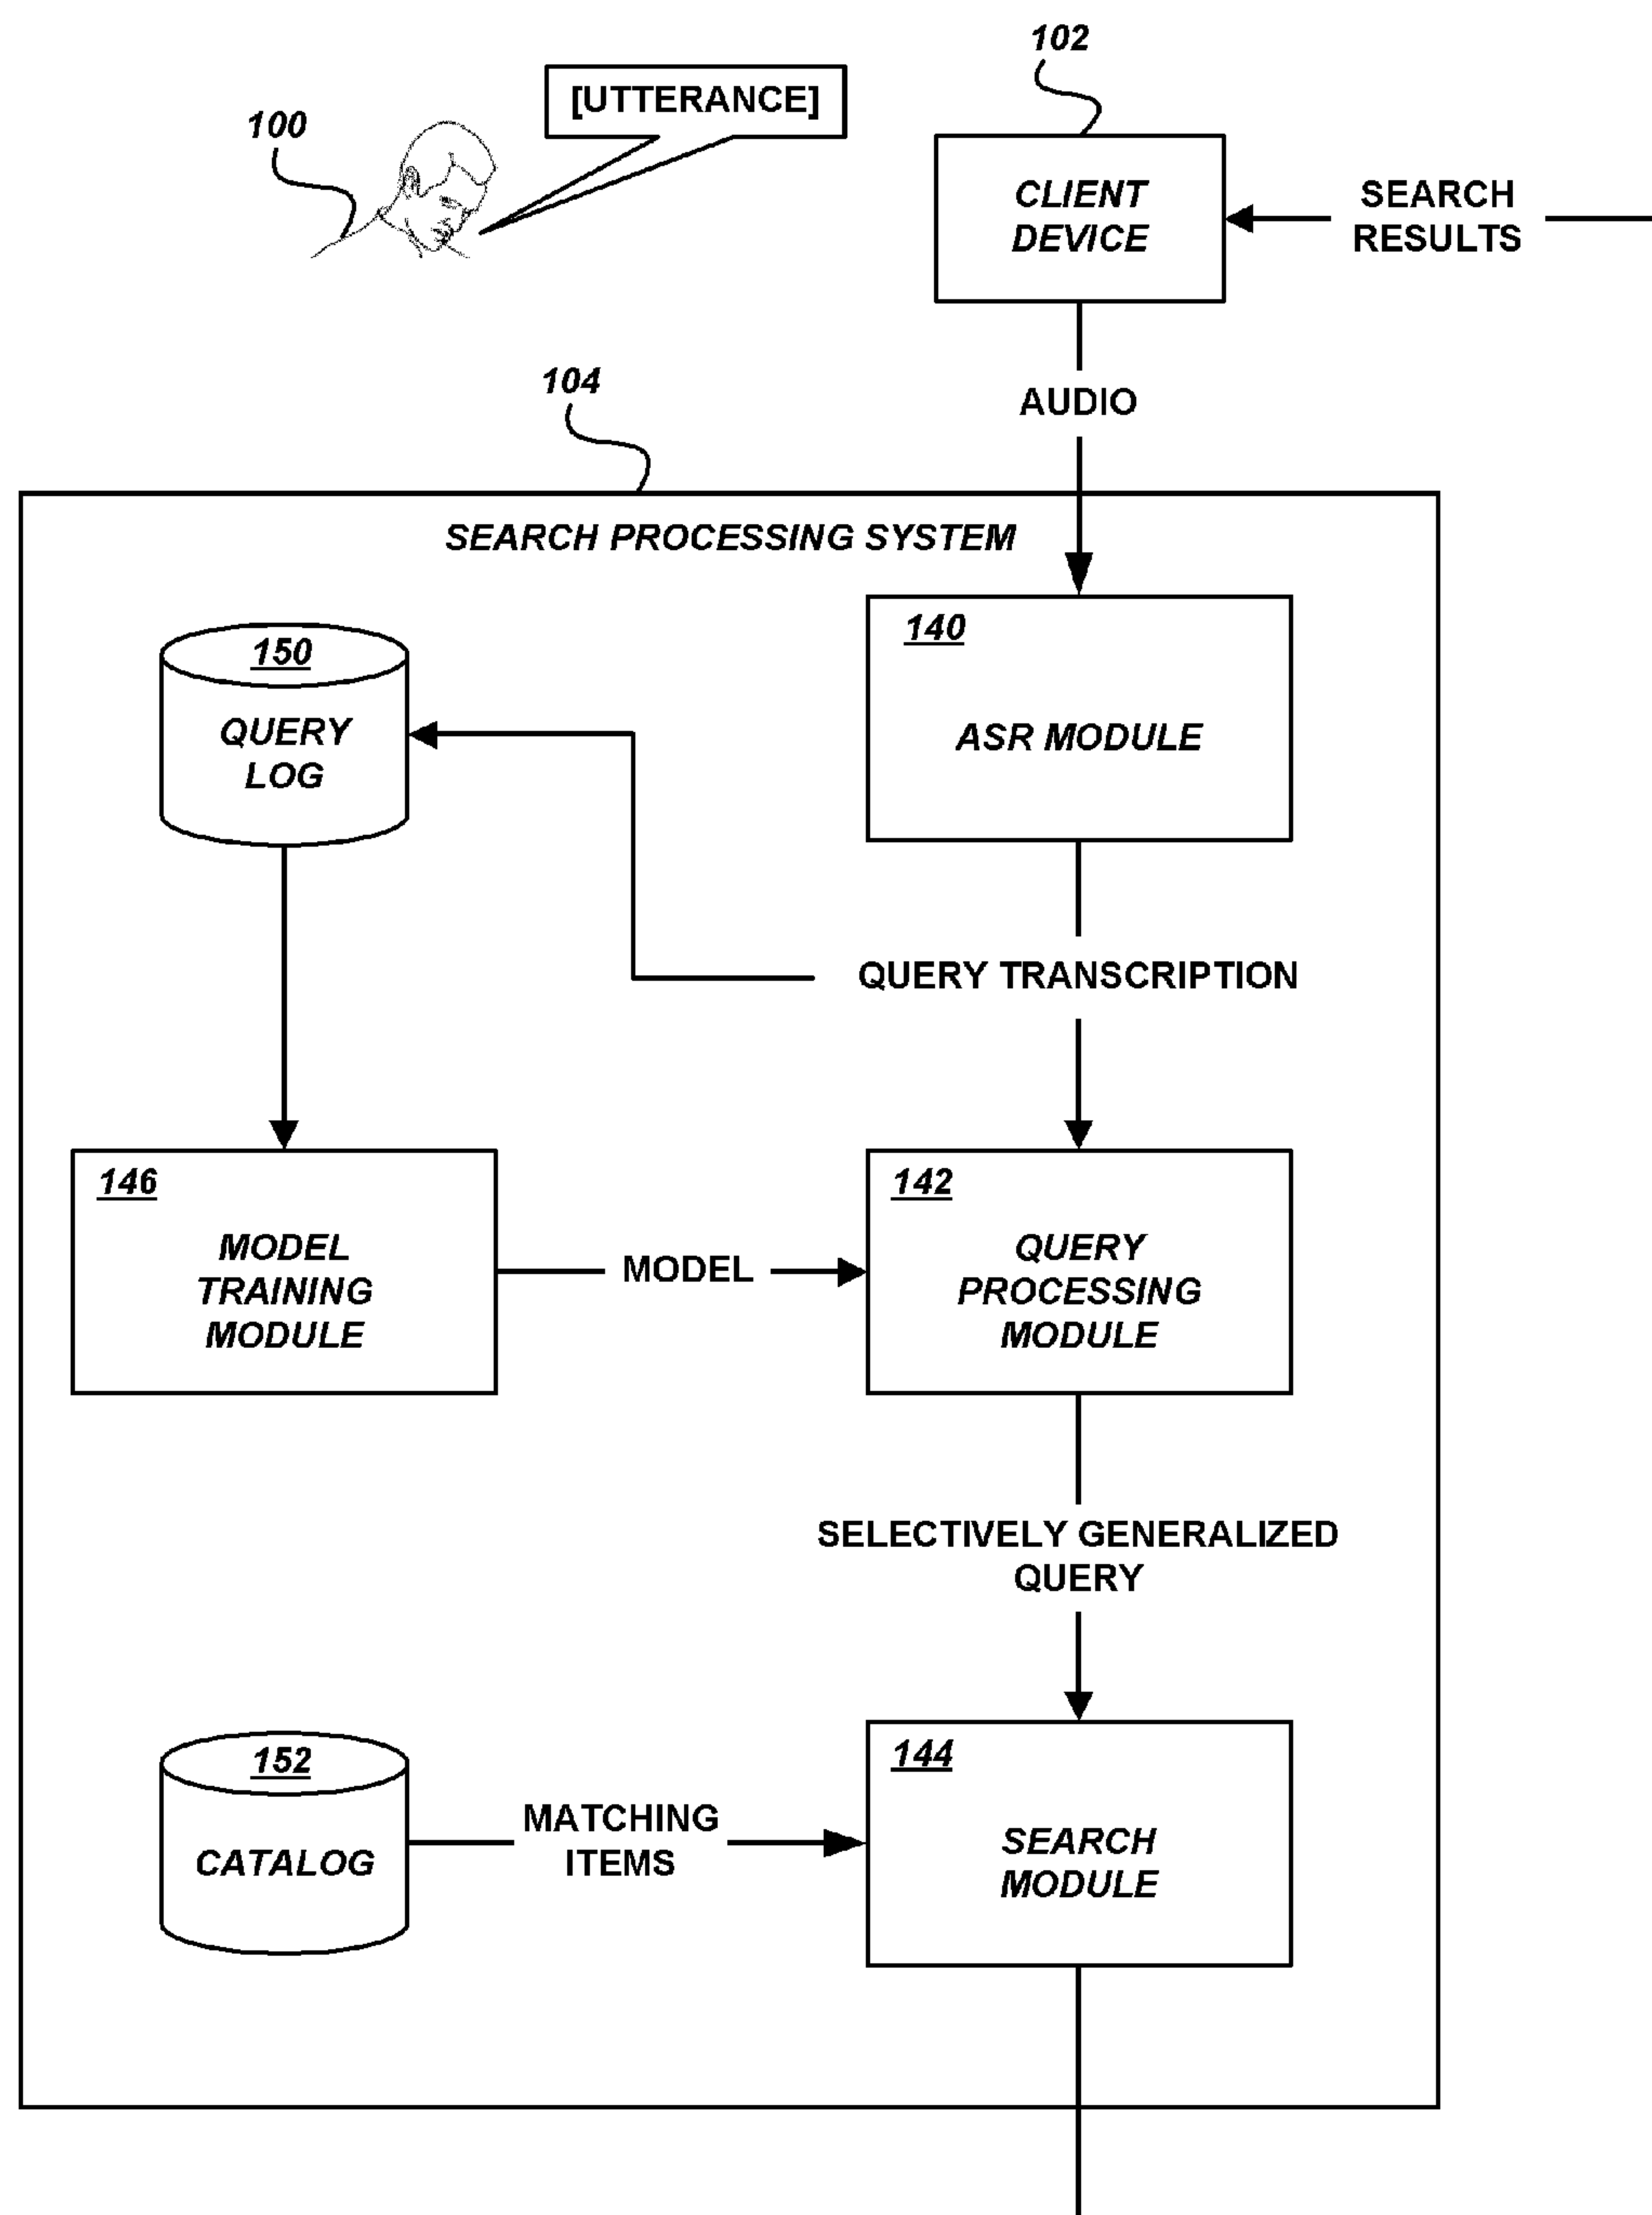 102
[UTTERANCE]
100
CLIENT
DEVICE
SEARCH
RESULTS
104
AUDIO
SEARCH PROCESSING SYSTEM
140
ASR MODULE
150
QUERY
LOG
QUERY TRANSCRIPTION
146
MODEL
TRAINING
MODULE
MODEL
142
QUERY
PROCESSING
MODULE
SELECTIVELY GENERALIZED
QUERY
152
CATALOG
MATCHING
ITEMS
144
SEARCH
MODULE